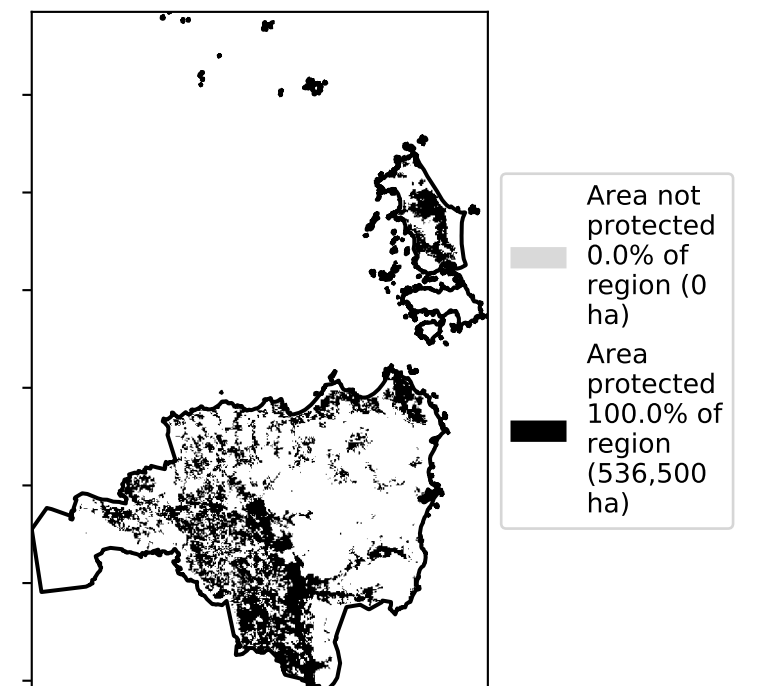 Area not
protected
0.0% of
region (0
ha)
Area
protected
100.0% of
region
(536,500
ha)